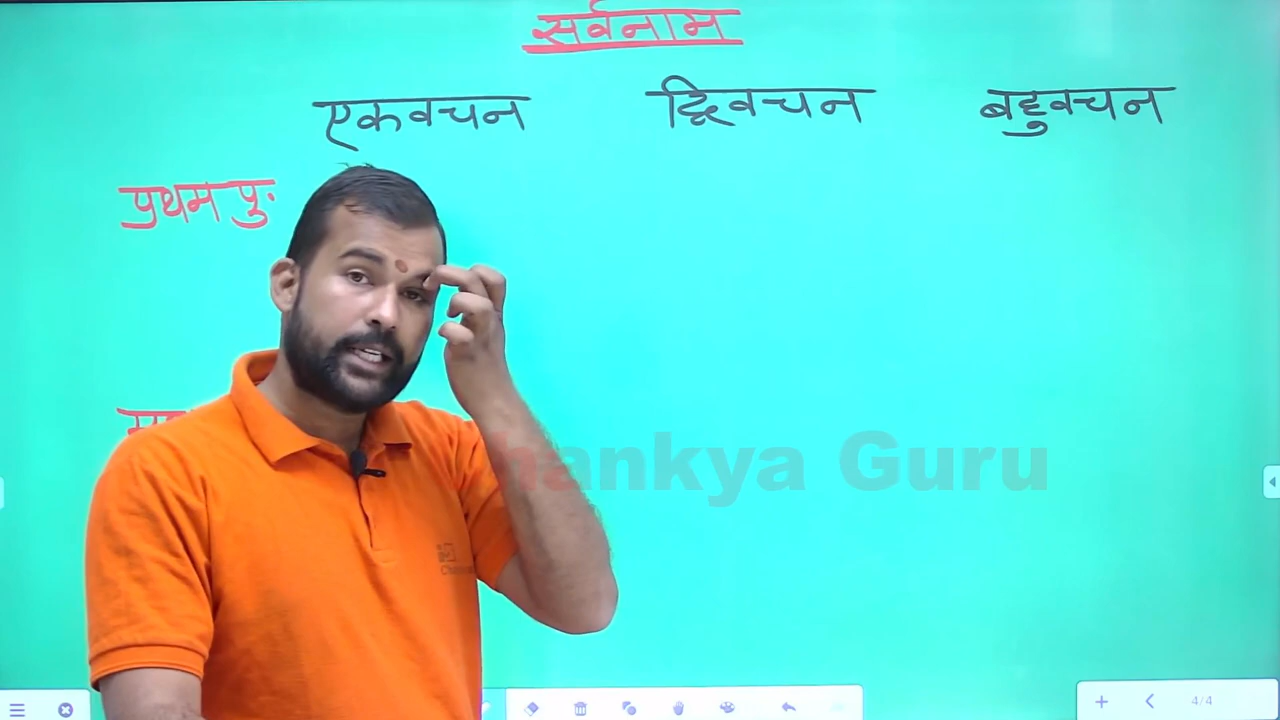 सर्वनाम
एकवचन द्विवचन बहुवचन
प्रथम पु.
hankya Guru
4/4